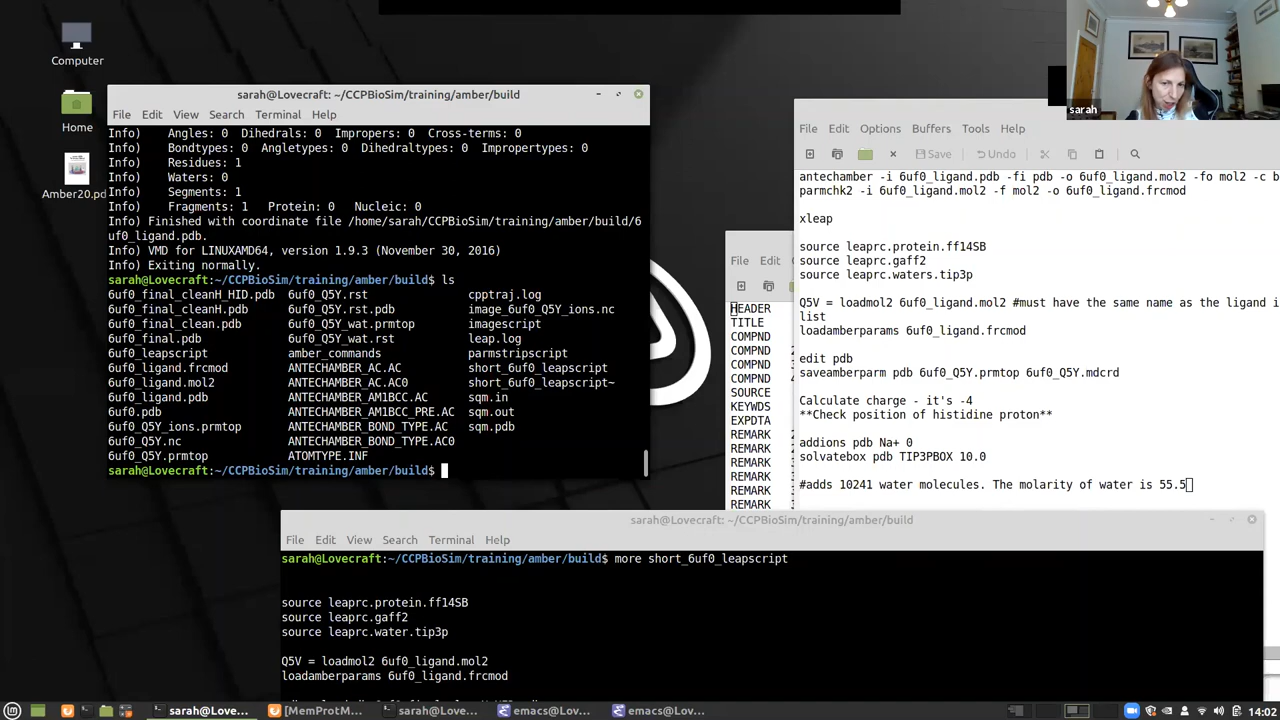 Computer
Home
Amber20.pd
sarah@Lovecraft: ~/CCPBioSim/training/amber/build
File Edit View Search Terminal Help
Info) Angles: 0 Dihedrals: 0 Impropers: 0 Cross-terms: 0
Info) Bondtypes: 0 Angletypes: 0 Dihedraltypes: 0 Impropertypes: 0
Info) Residues: 1
Info) Waters: 0
Info) Segments: 1
Info) Fragments: 1 Protein: 0 Nucleic: 0
Info) Finished with coordinate file /home/sarah/CCPBioSim/training/amber/build/6
uf0_ligand.pdb.
Info) VMD for LINUXAMD64, version 1.9.3 (November 30, 2016)
Info) Exiting normally.
sarah@Lovecraft:~/CCPBioSim/training/amber/build$ ls
6uf0_final_cleanH_HID.pdb 6uf0_Q5Y.rst cpptraj.log
6uf0_final_cleanH.pdb 6uf0_Q5Y.rst.pdb image_6uf0_Q5Y_ions.nc
6uf0_final_clean.pdb 6uf0_Q5Y_wat.prmtop imagescript
6uf0_final.pdb 6uf0_Q5Y_wat.rst leap.log
6uf0_leapscript amber_commands parmstripscript
6uf0_ligand.frcmod ANTECHAMBER_AC.AC short_6uf0_leapscript
6uf0_ligand.mol2 ANTECHAMBER_AC.AC0 short_6uf0_leapscript~
6uf0_ligand.pdb ANTECHAMBER_AM1BCC.AC sqm.in
6uf0.pdb ANTECHAMBER_AM1BCC_PRE.AC sqm.out
6uf0_Q5Y_ions.prmtop ANTECHAMBER_BOND_TYPE.AC sqm.pdb
6uf0_Q5Y.nc ANTECHAMBER_BOND_TYPE.AC0
6uf0_Q5Y.prmtop ATOMTYPE.INF
sarah@Lovecraft:~/CCPBioSim/training/amber/build$
File Edit
HEADER
TITLE
COMPND
COMPND 2
COMPND
COMPND
SOURCE
KEYWDS
EXPDTA
REMARK
REMARK
REMARK
REMARK
REMARK
REMARK
sarah
File Edit Options Buffers Tools Help
Save Undo
antechamber -i 6uf0_ligand.pdb -fi pdb -o 6uf0_ligand.mol2 -fo mol2 -c b
parmchk2 -i 6uf0_ligand.mol2 -f mol2 -o 6uf0_ligand.frcmod
xleap
source leaprc.protein.ff14SB
source leaprc.gaff2
source leaprc.waters.tip3p
Q5V = loadmol2 6uf0_ligand.mol2 #must have the same name as the ligand i
list
loadamberparams 6uf0_ligand.frcmod
edit pdb
saveamberparm pdb 6uf0_Q5Y.prmtop 6uf0_Q5Y.mdcrd
Calculate charge - it's -4
**Check position of histidine proton**
addions pdb Na+ 0
solvatebox pdb TIP3PBOX 10.0
#adds 10241 water molecules. The molarity of water is 55.5
sarah@Lovecraft: ~/CCPBioSim/training/amber/build
File Edit View Search Terminal Help
sarah@Lovecraft:~/CCPBioSim/training/amber/build$ more short_6uf0_leapscript
source leaprc.protein.ff14SB
source leaprc.gaff2
source leaprc.water.tip3p
Q5V = loadmol2 6uf0_ligand.mol2
loadamberparams 6uf0_ligand.frcmod
sarah@Love... [MemProtM... sarah@Love... emacs@Lov... emacs@Lov... 14:02